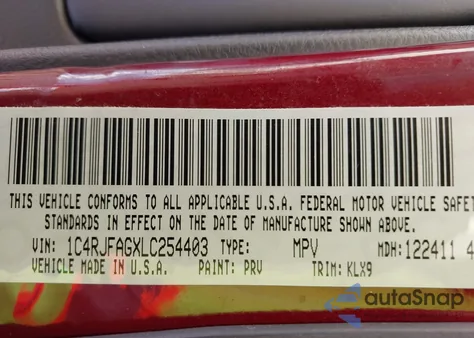 THIS VEHICLE CONFORMS TO ALL APPLICABLE U.S.A. FEDERAL MOTOR VEHICLE SAFET
STANDARDS IN EFFECT ON THE DATE OF MANUFACTURE SHOWN ABOVE.
VIN: 1C4RJFAGXLC254403 TYPE: MPV MDH: 122411 4
VEHICLE MADE IN U.S.A. PAINT: PRV TRIM: KLX9
autoSnap